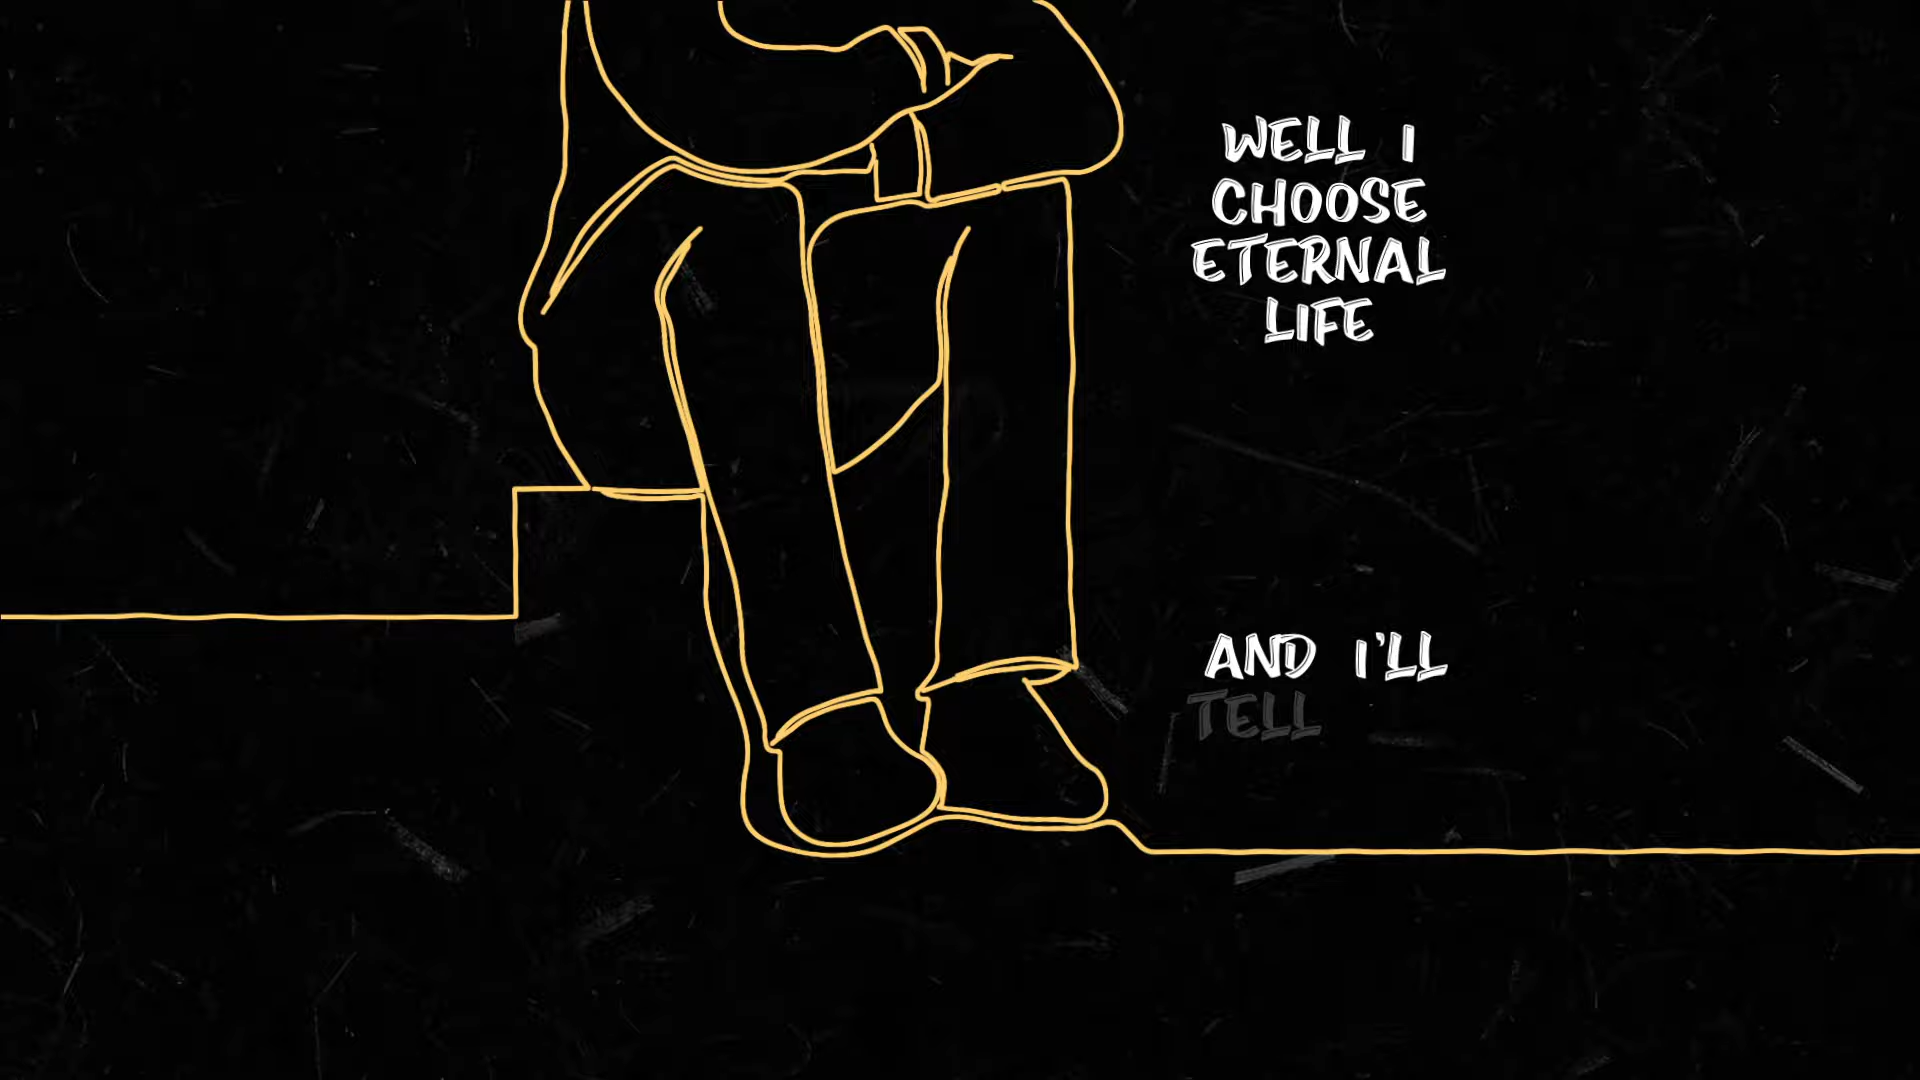 WELL I
CHOOSE
ETERNAL
LIFE
AND I'LL
TELL